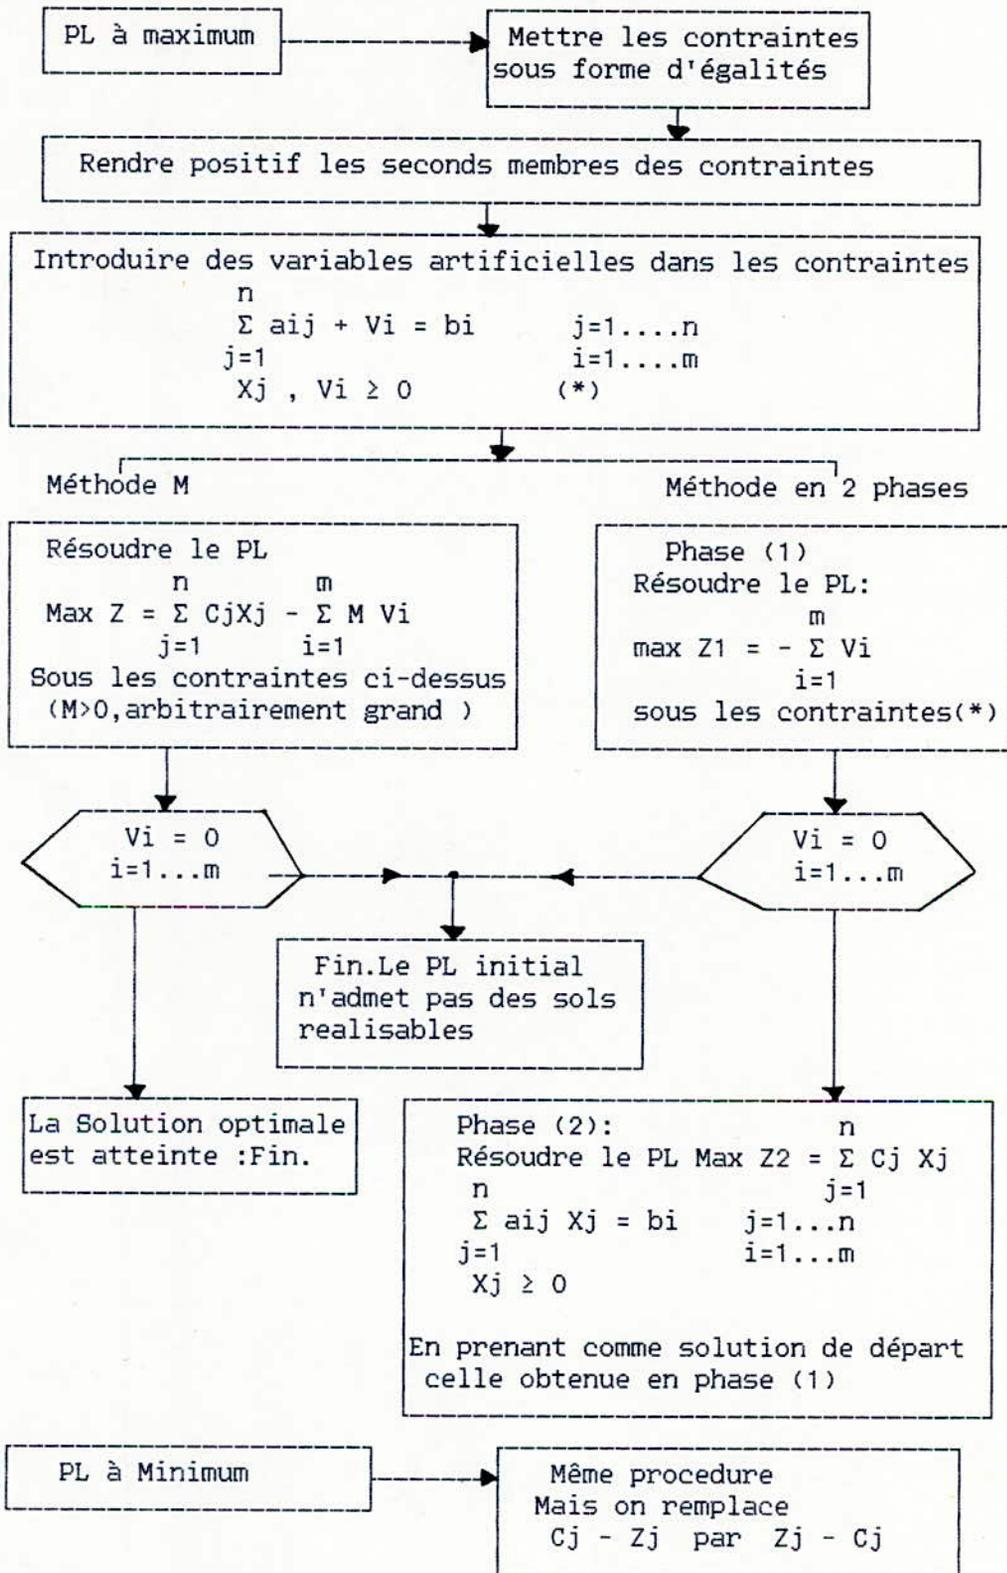 PL à maximum
Mettre les contraintes
sous forme d'égalités
Rendre positif les seconds membres des contraintes
Introduire des variables artificielles dans les contraintes
n
Σ aij + Vi = bi j=1....n
j=1 i=1....m
Xj , Vi ≥ 0 (*)
Méthode M
Résoudre le PL
n m
Max Z = Σ CjXj - Σ M Vi
j=1 i=1
Sous les contraintes ci-dessus
(M>0,arbitrairement grand )
Méthode en 2 phases
Phase (1)
Résoudre le PL:
m
max Z1 = - Σ Vi
i=1
sous les contraintes(*)
Vi = 0
i=1...m
Vi = 0
i=1...m
Fin.Le PL initial
n'admet pas des sols
realisables
La Solution optimale
est atteinte :Fin.
Phase (2): n
Résoudre le PL Max Z2 = Σ Cj Xj
n j=1
Σ aij Xj = bi j=1...n
j=1 i=1...m
Xj ≥ 0
En prenant comme solution de départ
celle obtenue en phase (1)
PL à Minimum
Même procedure
Mais on remplace
Cj - Zj par Zj - Cj